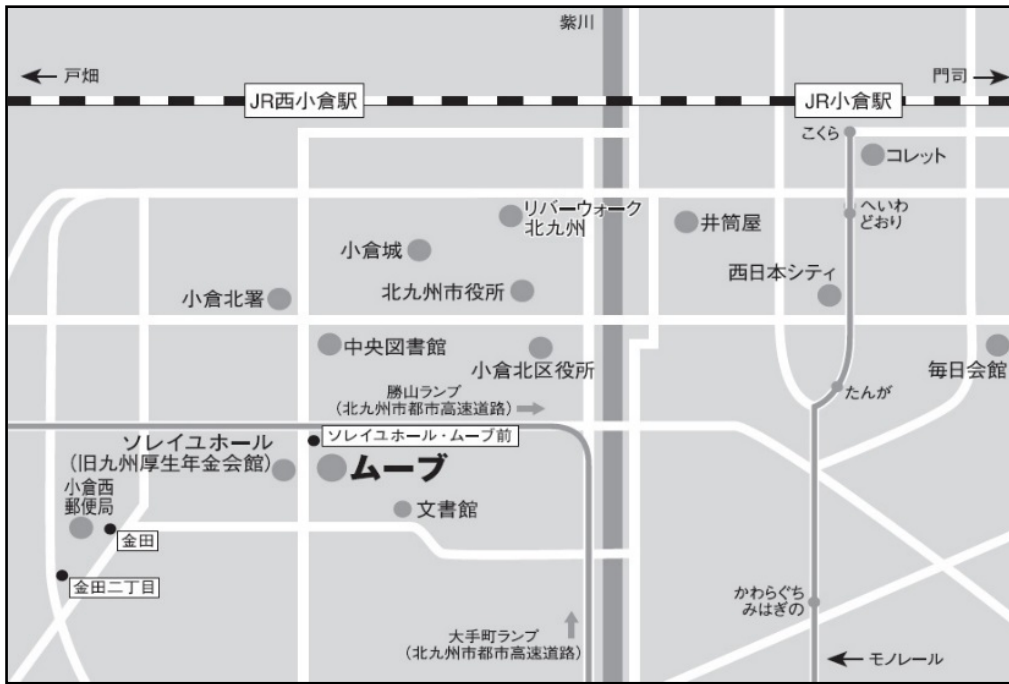 紫川
戸畑
門司
JR西小倉駅
JR小倉駅
こくら
コレット
リバーウォーク
北九州
井筒屋
へいわ
どおり
小倉城
西日本シティ
小倉北署
北九州市役所
中央図書館
小倉北区役所
毎日会館
勝山ランプ
(北九州市都市高速道路)
たんが
ソレイユホール・ムーブ前
ソレイユホール
(旧九州厚生年金会館)
ムーブ
小倉西
郵便局
文書館
金田
金田二丁目
かわらぐち
みはぎの
大手町ランプ
(北九州市都市高速道路)
モノレール